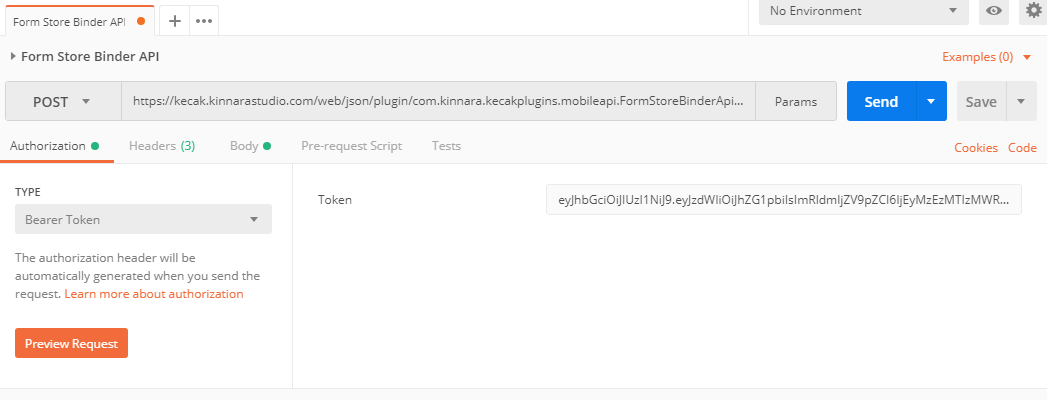 Form Store Binder API
No Environment
Form Store Binder API
Examples (0)
POST
https://kecak.kinnarastudio.com/web/json/plugin/com.kinnara.kecakplugins.mobileapi.FormStoreBinderApi...
Params
Send
Save
Authorization
Headers (3)
Body
Pre-request Script
Tests
Cookies
Code
TYPE
Bearer Token
The authorization header will be
automatically generated when you send the
request. Learn more about authorization
Preview Request
Token
eyJhbGciOiJIUzI1NiJ9.eyJzdWIiOiJhZG1pbiIsImRldmljZV9pZCI6IjEyMzEzMTIzMWR...